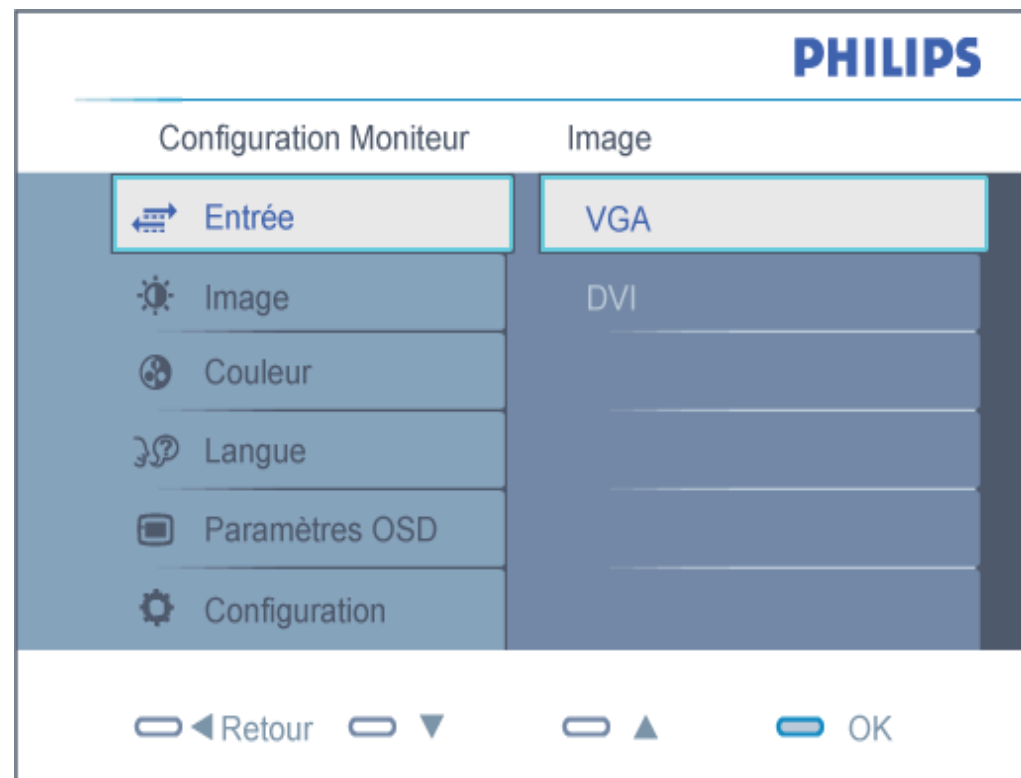 PHILIPS
Configuration Moniteur Image
Entrée VGA
Image DVI
Couleur
Langue
Paramètres OSD
Configuration
Retour OK